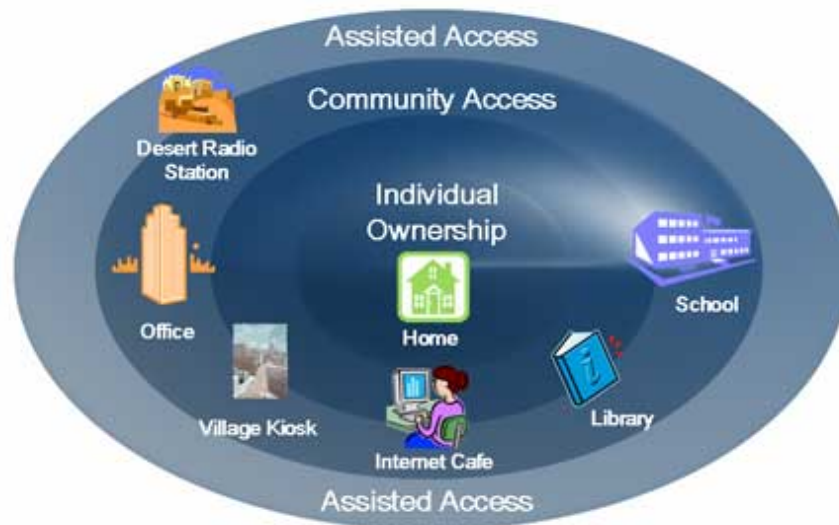 Assisted Access
Community Access
Desert Radio
Station
Individual
Ownership
School
Office
Home
Library
Village Kiosk
Internet Cafe
Assisted Access